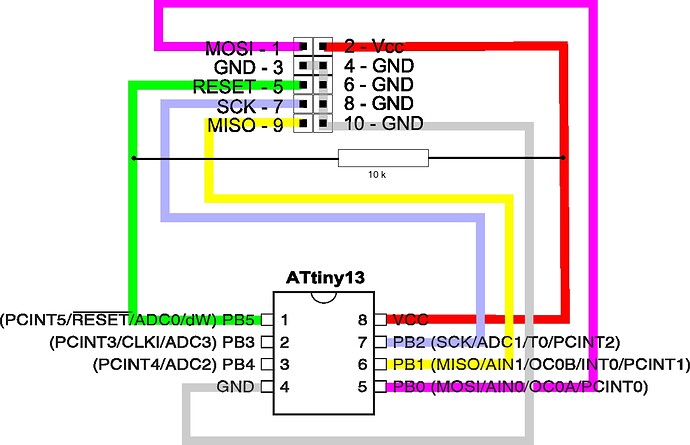 MOSI - 1 2 - Vcc
GND - 3 4 - GND
RESET - 5 6 - GND
SCK - 7 8 - GND
MISO - 9 10 - GND
10 k
ATtiny13
(PCINT5/RESET/ADC0/dW) PB5 1 8 VCC
(PCINT3/CLKI/ADC3) PB3 2 7 PB2 (SCK/ADC1/T0/PCINT2)
(PCINT4/ADC2) PB4 3 6 PB1 (MISO/AIN1/OC0B/INT0/PCINT1)
GND 4 5 PB0 (MOSI/AIN0/OC0A/PCINT0)